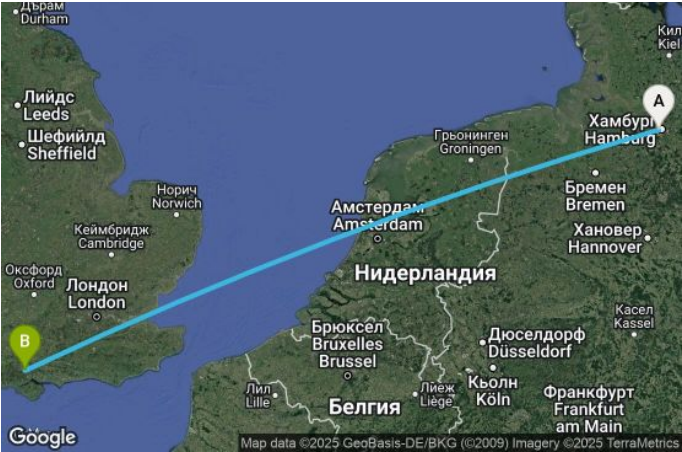 Дърам
Durham
Кил
Kiel
A
Лийдс
Leeds
Хамбург
Hamburg
Шефийлд
Sheffield
Грьонинген
Groningen
Норич
Norwich
Бремен
Bremen
Амстердам
Amsterdam
Кеймбридж
Cambridge
Хановер
Hannover
Оксфорд
Oxford
Нидерландия
Лондон
London
Касел
Kassel
Брюксел
Bruxelles
Brussel
Дюселдорф
Düsseldorf
B
Лил
Lille
Лиеж
Liège
Кьолн
Köln
Белгия
Франкфурт
Frankfurt
am Main
Google
Map data ©2025 GeoBasis-DE/BKG (©2009) Imagery ©2025 TerraMetrics